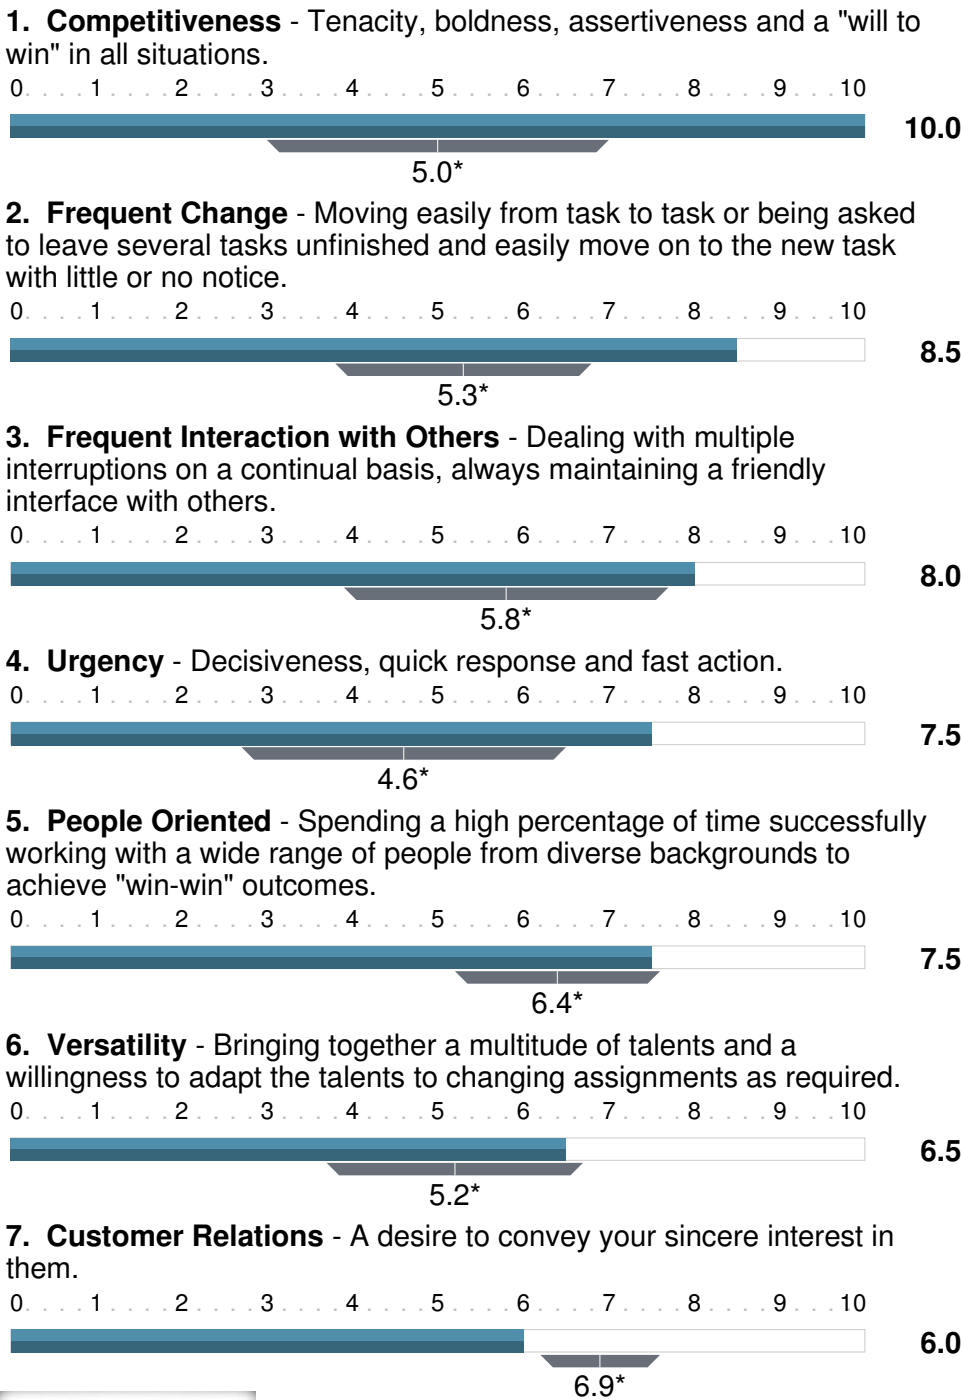 1. Competitiveness - Tenacity, boldness, assertiveness and a "will to
win" in all situations.
0. . . . 1 . . . . 2 . . . . 3 . . . . 4 . . . . 5 . . . . 6 . . . . 7 . . . . 8 . . . . 9 . . . 10
10.0
5.0*
2. Frequent Change - Moving easily from task to task or being asked
to leave several tasks unfinished and easily move on to the new task
with little or no notice.
0. . . . 1 . . . . 2 . . . . 3 . . . . 4 . . . . 5 . . . . 6 . . . . 7 . . . . 8 . . . . 9 . . . 10
8.5
5.3*
3. Frequent Interaction with Others - Dealing with multiple
interruptions on a continual basis, always maintaining a friendly
interface with others.
0. . . . 1 . . . . 2 . . . . 3 . . . . 4 . . . . 5 . . . . 6 . . . . 7 . . . . 8 . . . . 9 . . . 10
8.0
5.8*
4. Urgency - Decisiveness, quick response and fast action.
0. . . . 1 . . . . 2 . . . . 3 . . . . 4 . . . . 5 . . . . 6 . . . . 7 . . . . 8 . . . . 9 . . . 10
7.5
4.6*
5. People Oriented - Spending a high percentage of time successfully
working with a wide range of people from diverse backgrounds to
achieve "win-win" outcomes.
0. . . . 1 . . . . 2 . . . . 3 . . . . 4 . . . . 5 . . . . 6 . . . . 7 . . . . 8 . . . . 9 . . . 10
7.5
6.4*
6. Versatility - Bringing together a multitude of talents and a
willingness to adapt the talents to changing assignments as required.
0. . . . 1 . . . . 2 . . . . 3 . . . . 4 . . . . 5 . . . . 6 . . . . 7 . . . . 8 . . . . 9 . . . 10
6.5
5.2*
7. Customer Relations - A desire to convey your sincere interest in
them.
0. . . . 1 . . . . 2 . . . . 3 . . . . 4 . . . . 5 . . . . 6 . . . . 7 . . . . 8 . . . . 9 . . . 10
6.0
6.9*